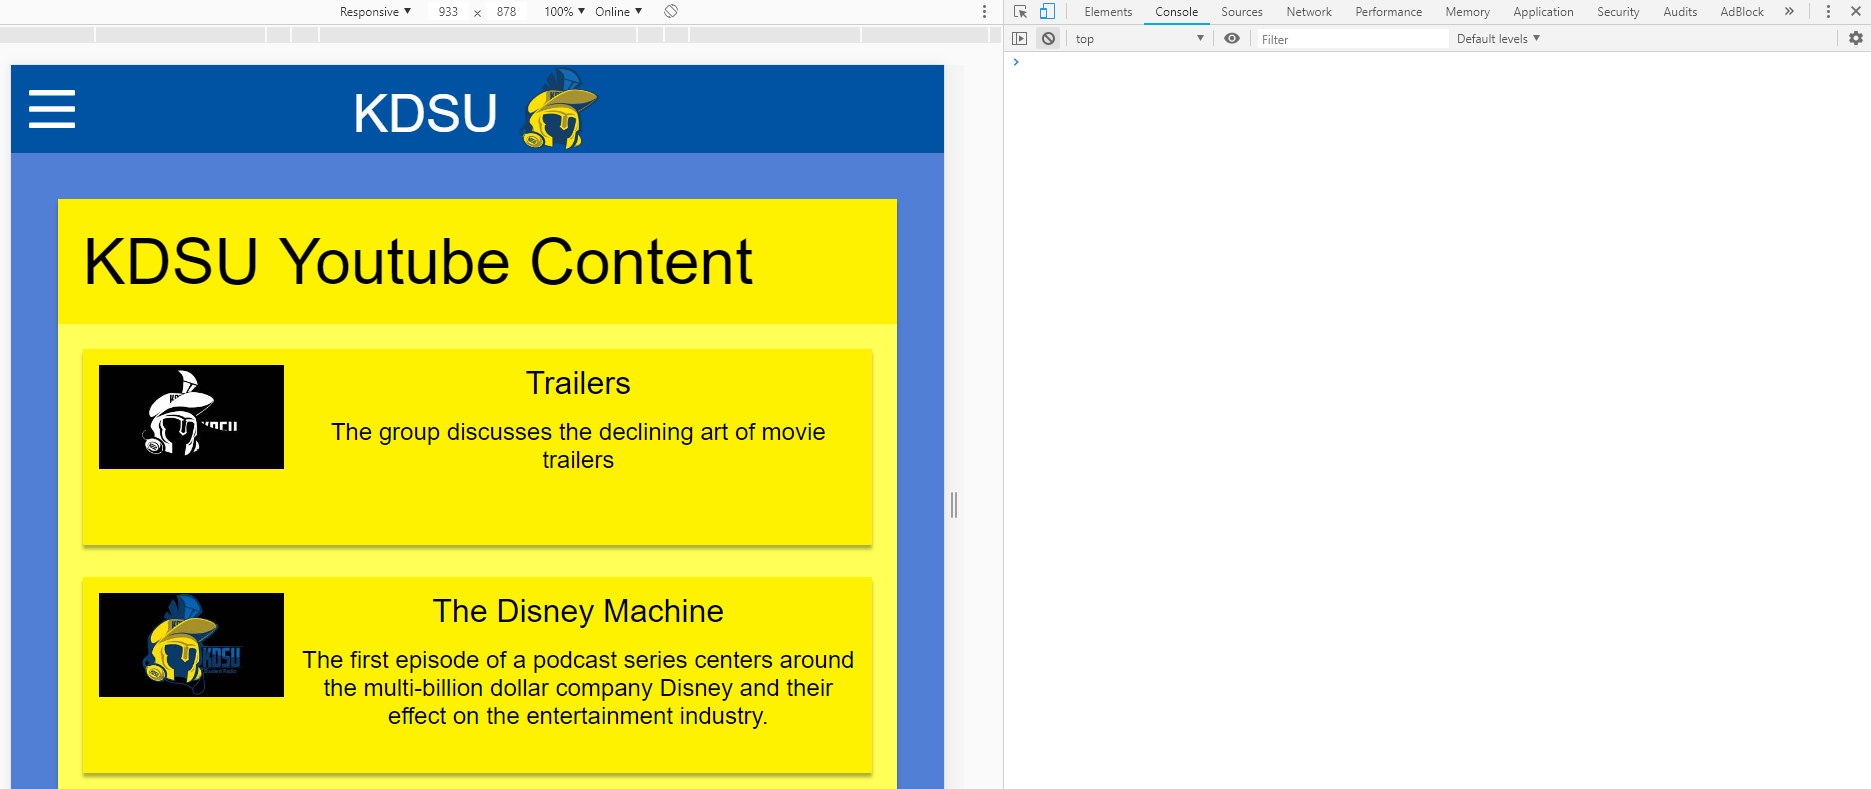 Responsive ▼ 933 × 878 100% ▼ Online ▼
Elements Console Sources Network Performance Memory Application Security Audits AdBlock »
top ▼ Filter Default levels ▼
KDSU
KDSU Youtube Content
Trailers
The group discusses the declining art of movie
trailers
KDSU
The Disney Machine
The first episode of a podcast series centers around
the multi-billion dollar company Disney and their
effect on the entertainment industry.